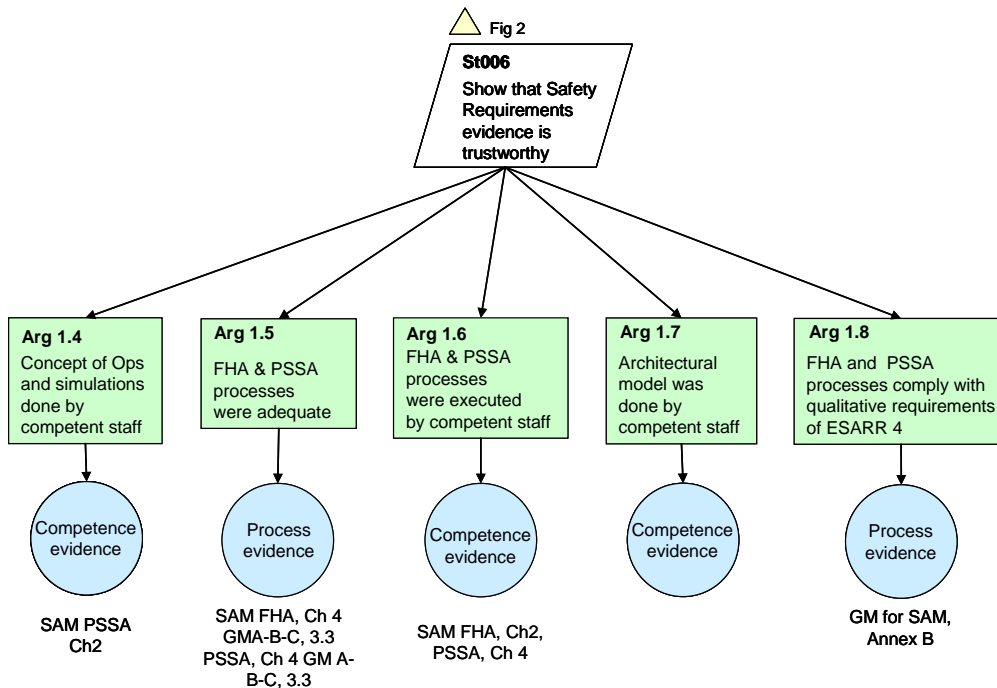 Fig 2
St006
Show that Safety
Requirements
evidence is
trustworthy
Arg 1.4
Concept of Ops
and simulations
done by
competent staff
Arg 1.5
FHA & PSSA
processes
were adequate
Arg 1.6
FHA & PSSA
processes
were executed
by competent staff
Arg 1.7
Architectural
model was
done by
competent staff
Arg 1.8
FHA and PSSA
processes comply with
qualitative requirements
of ESARR 4
Competence
evidence
Process
evidence
Competence
evidence
Competence
evidence
Process
evidence
SAM PSSA
Ch2
SAM FHA, Ch 4
GMA-B-C, 3.3
PSSA, Ch 4 GM A-
B-C, 3.3
SAM FHA, Ch2,
PSSA, Ch 4
GM for SAM,
Annex B